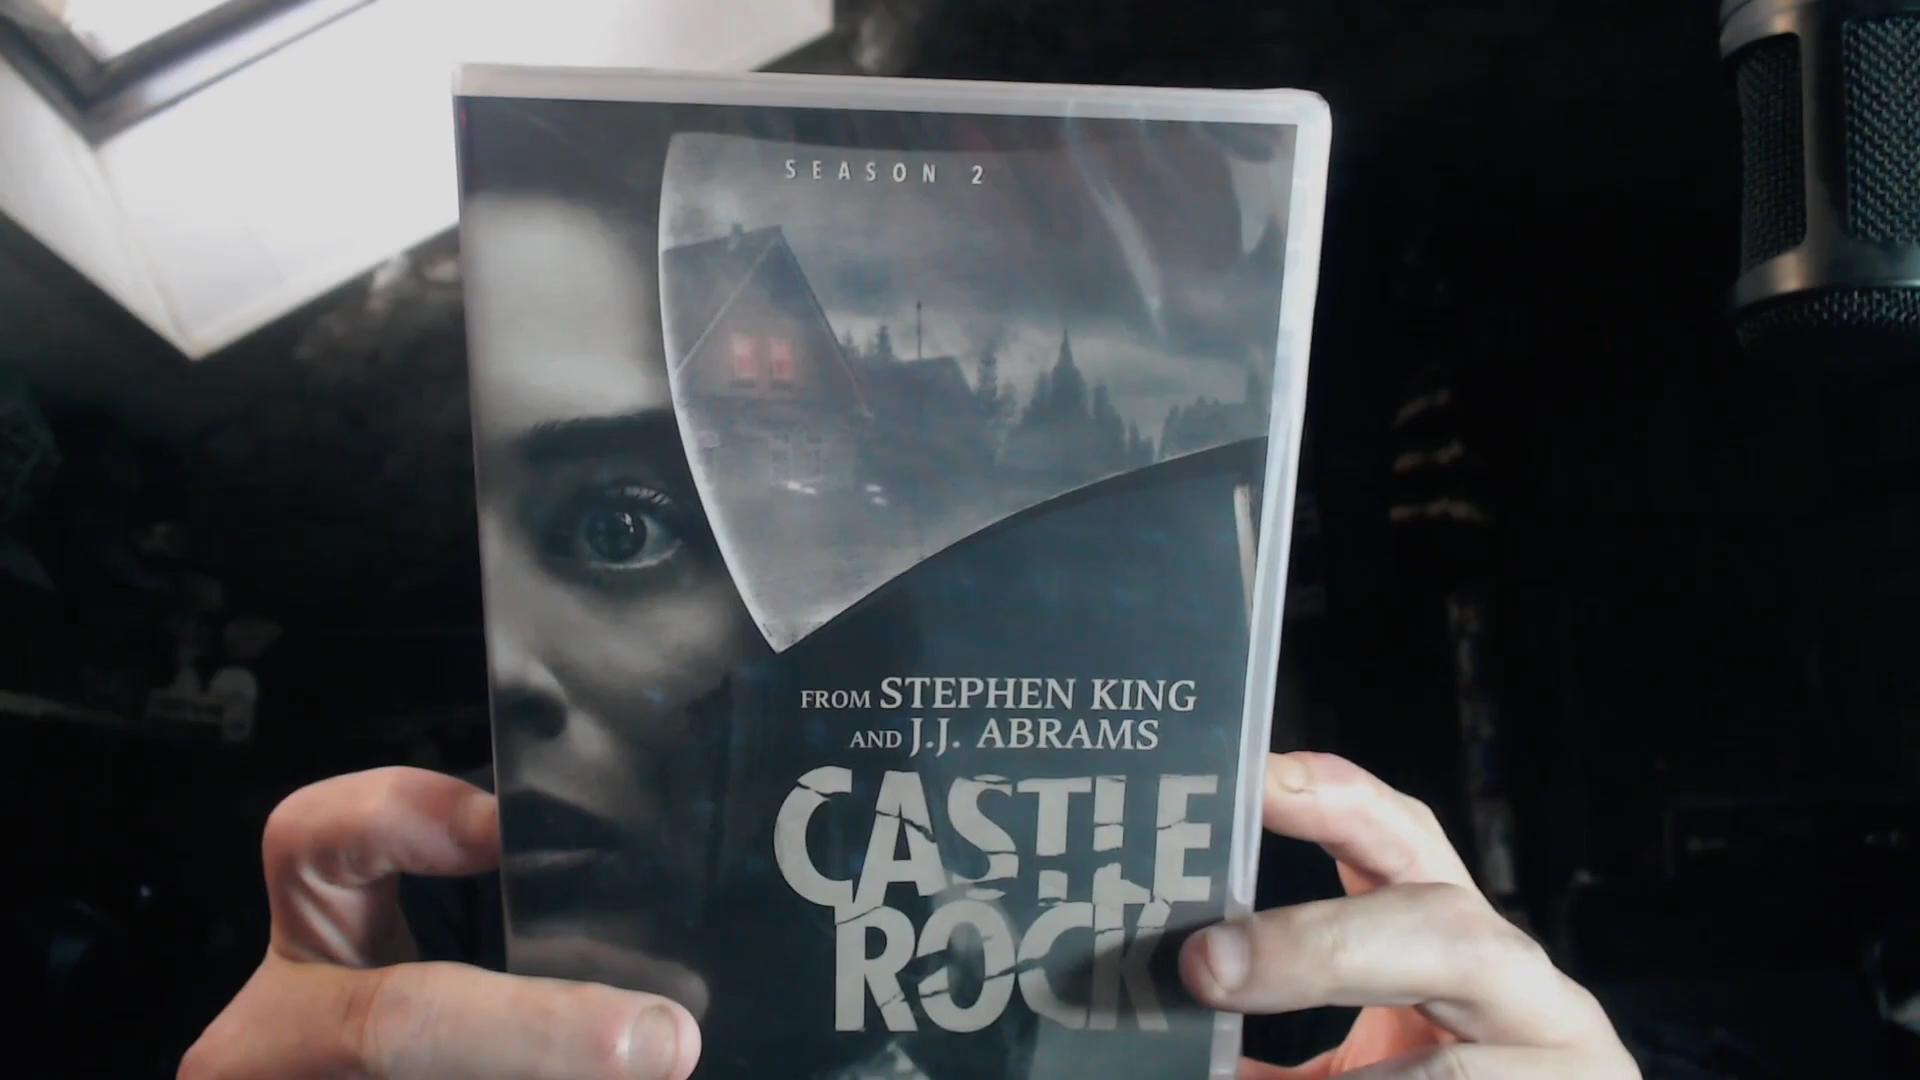 SEASON 2
FROM STEPHEN KING
AND J.J. ABRAMS
CASTLE
ROCK